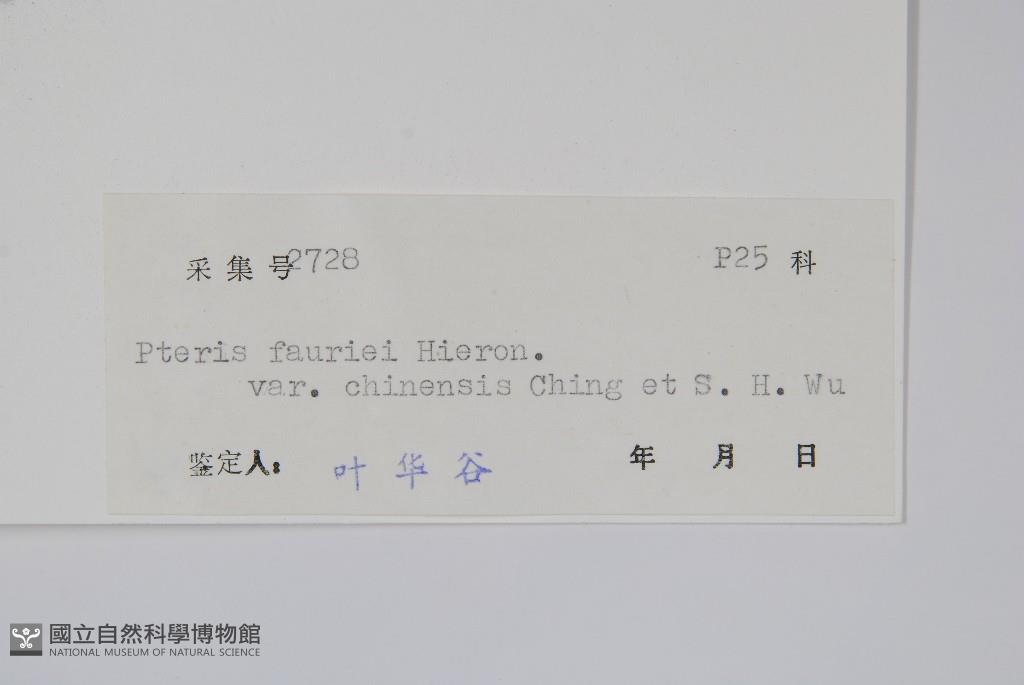 采集号2728 P25 科
Pteris fauriei Hieron.
var. chinensis Ching et S. H. Wu
鉴定人: 叶华谷 年 月 日
國立自然科學博物館
NATIONAL MUSEUM OF NATURAL SCIENCE